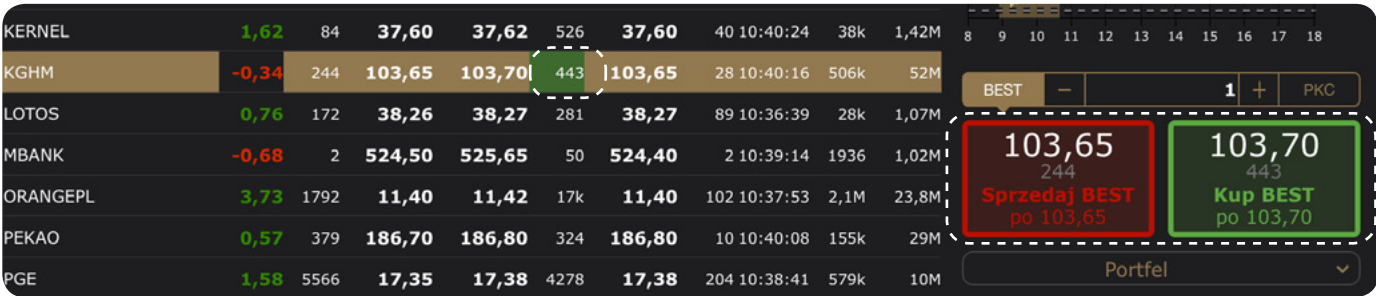 KERNEL 1,62 84 37,60 37,62 526 37,60 40 10:40:24 38k 1,42M
KGHM -0,34 244 103,65 103,70 443 103,65 28 10:40:16 506k 52M
LOTOS 0,76 172 38,26 38,27 281 38,27 89 10:36:39 28k 1,07M
MBANK -0,68 2 524,50 525,65 50 524,40 2 10:39:14 1936 1,02M
ORANGEPL 3,73 1792 11,40 11,42 17k 11,40 102 10:37:53 2,1M 23,8M
PEKAO 0,57 379 186,70 186,80 324 186,80 10 10:40:08 155k 29M
PGE 1,58 5566 17,35 17,38 4278 17,38 204 10:38:41 579k 10M
8 9 10 11 12 13 14 15 16 17 18
BEST − 1 + PKC
103,65
244
Sprzedaj BEST
po 103,65
103,70
443
Kup BEST
po 103,70
Portfel